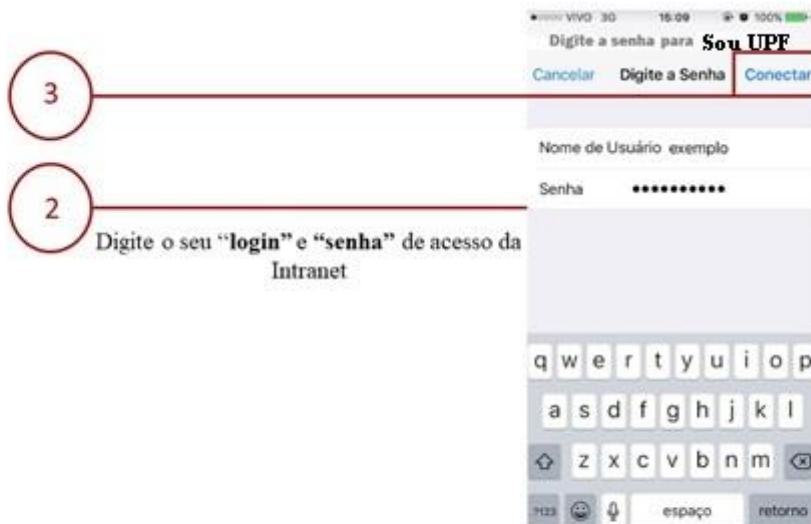 VIVO 3G 15:09 100%
Digite a senha para Sou UPF
Cancelar Digite a Senha Conectar
3
Nome de Usuário exemplo
Senha ••••••••••
2
Digite o seu “login” e “senha” de acesso da
Intranet
q w e r t y u i o p
a s d f g h j k l
z x c v b n m
?123 espaço retorno